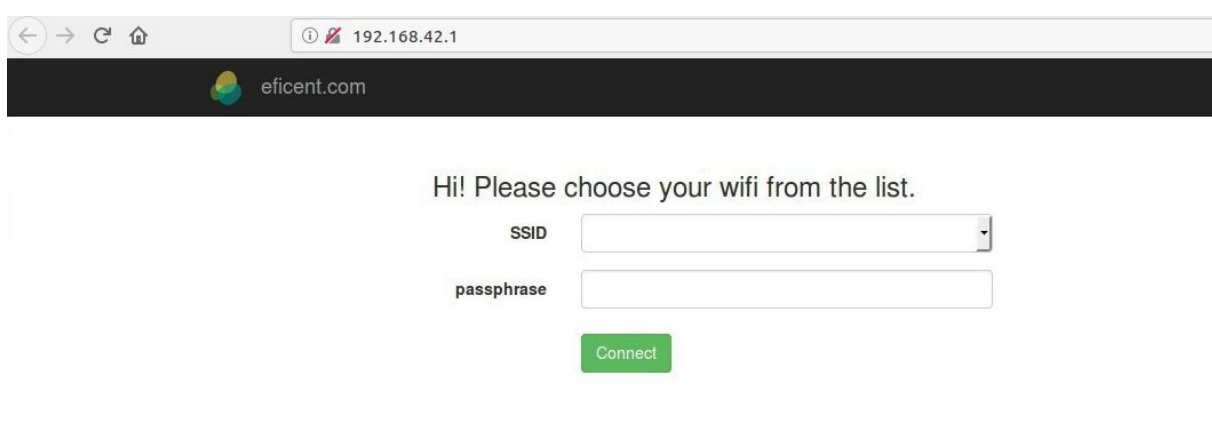 192.168.42.1
eficent.com
Hi! Please choose your wifi from the list.
SSID
passphrase
Connect